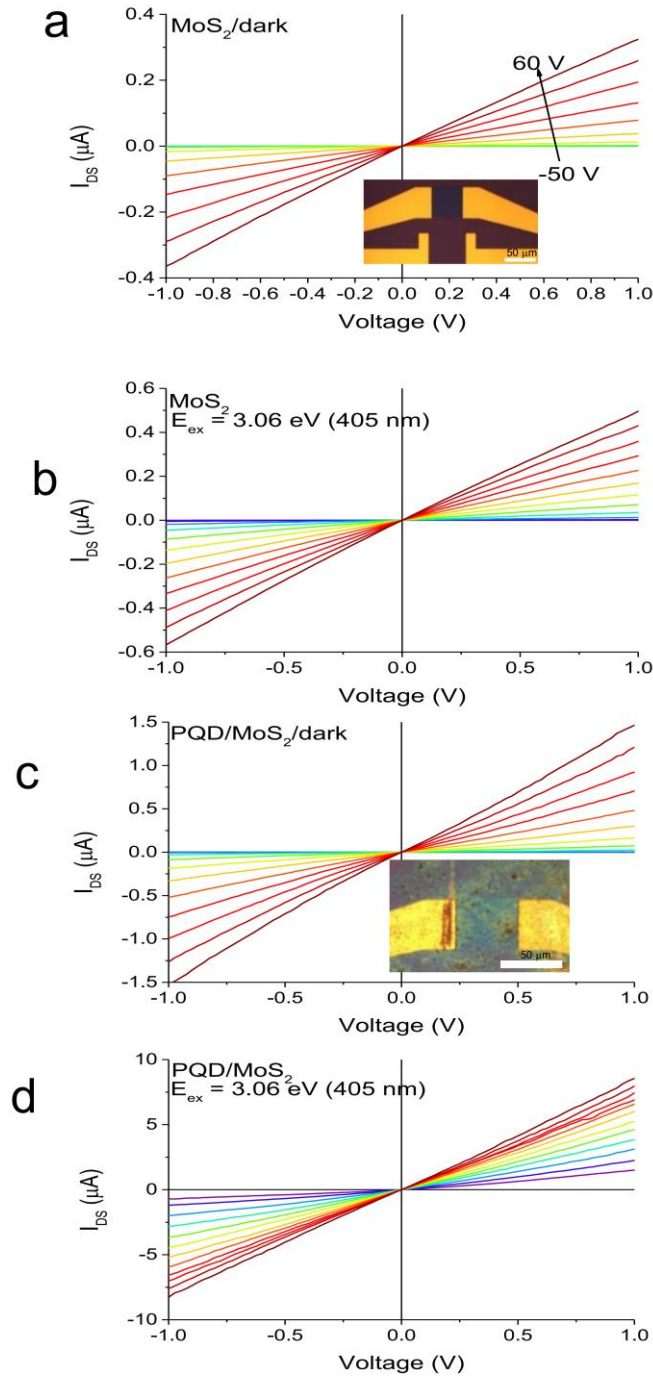 a
MoS₂/dark
I_DS (μA)
0.4
0.2
0.0
-0.2
-0.4
60 V
-50 V
50 μm
-1.0 -0.8 -0.6 -0.4 -0.2 0.0 0.2 0.4 0.6 0.8 1.0
Voltage (V)
b
MoS₂
E_ex = 3.06 eV (405 nm)
I_DS (μA)
0.6
0.4
0.2
0.0
-0.2
-0.4
-0.6
-1.0 -0.5 0.0 0.5 1.0
Voltage (V)
c
PQD/MoS₂/dark
I_DS (μA)
1.5
1.0
0.5
0.0
-0.5
-1.0
-1.5
50 μm
-1.0 -0.5 0.0 0.5 1.0
Voltage (V)
d
PQD/MoS₂
E_ex = 3.06 eV (405 nm)
I_DS (μA)
10
5
0
-5
-10
-1.0 -0.5 0.0 0.5 1.0
Voltage (V)